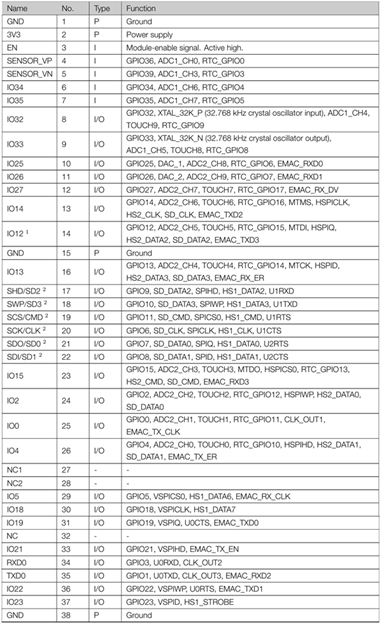 Name No. Type Function
GND 1 P Ground
3V3 2 P Power supply
EN 3 I Module-enable signal. Active high.
SENSOR_VP 4 I GPIO36, ADC1_CH0, RTC_GPIO0
SENSOR_VN 5 I GPIO39, ADC1_CH3, RTC_GPIO3
IO34 6 I GPIO34, ADC1_CH6, RTC_GPIO4
IO35 7 I GPIO35, ADC1_CH7, RTC_GPIO5
IO32 8 I/O GPIO32, XTAL_32K_P (32.768 kHz crystal oscillator input), ADC1_CH4,
TOUCH9, RTC_GPIO9
IO33 9 I/O GPIO33, XTAL_32K_N (32.768 kHz crystal oscillator output),
ADC1_CH5, TOUCH8, RTC_GPIO8
IO25 10 I/O GPIO25, DAC_1, ADC2_CH8, RTC_GPIO6, EMAC_RXD0
IO26 11 I/O GPIO26, DAC_2, ADC2_CH9, RTC_GPIO7, EMAC_RXD1
IO27 12 I/O GPIO27, ADC2_CH7, TOUCH7, RTC_GPIO17, EMAC_RX_DV
IO14 13 I/O GPIO14, ADC2_CH6, TOUCH6, RTC_GPIO16, MTMS, HSPICLK,
HS2_CLK, SD_CLK, EMAC_TXD2
IO12 1 14 I/O GPIO12, ADC2_CH5, TOUCH5, RTC_GPIO15, MTDI, HSPIQ,
HS2_DATA2, SD_DATA2, EMAC_TXD3
GND 15 P Ground
IO13 16 I/O GPIO13, ADC2_CH4, TOUCH4, RTC_GPIO14, MTCK, HSPID,
HS2_DATA3, SD_DATA3, EMAC_RX_ER
SHD/SD2 2 17 I/O GPIO9, SD_DATA2, SPIHD, HS1_DATA2, U1RXD
SWP/SD3 2 18 I/O GPIO10, SD_DATA3, SPIWP, HS1_DATA3, U1TXD
SCS/CMD 2 19 I/O GPIO11, SD_CMD, SPICS0, HS1_CMD, U1RTS
SCK/CLK 2 20 I/O GPIO6, SD_CLK, SPICLK, HS1_CLK, U1CTS
SDO/SD0 2 21 I/O GPIO7, SD_DATA0, SPIQ, HS1_DATA0, U2RTS
SDI/SD1 2 22 I/O GPIO8, SD_DATA1, SPID, HS1_DATA1, U2CTS
IO15 23 I/O GPIO15, ADC2_CH3, TOUCH3, MTDO, HSPICS0, RTC_GPIO13,
HS2_CMD, SD_CMD, EMAC_RXD3
IO2 24 I/O GPIO2, ADC2_CH2, TOUCH2, RTC_GPIO12, HSPIWP, HS2_DATA0,
SD_DATA0
IO0 25 I/O GPIO0, ADC2_CH1, TOUCH1, RTC_GPIO11, CLK_OUT1,
EMAC_TX_CLK
IO4 26 I/O GPIO4, ADC2_CH0, TOUCH0, RTC_GPIO10, HSPIHD, HS2_DATA1,
SD_DATA1, EMAC_TX_ER
NC1 27 - -
NC2 28 - -
IO5 29 I/O GPIO5, VSPICS0, HS1_DATA6, EMAC_RX_CLK
IO18 30 I/O GPIO18, VSPICLK, HS1_DATA7
IO19 31 I/O GPIO19, VSPIQ, U0CTS, EMAC_TXD0
NC 32 - -
IO21 33 I/O GPIO21, VSPIHD, EMAC_TX_EN
RXD0 34 I/O GPIO3, U0RXD, CLK_OUT2
TXD0 35 I/O GPIO1, U0TXD, CLK_OUT3, EMAC_RXD2
IO22 36 I/O GPIO22, VSPIWP, U0RTS, EMAC_TXD1
IO23 37 I/O GPIO23, VSPID, HS1_STROBE
GND 38 P Ground